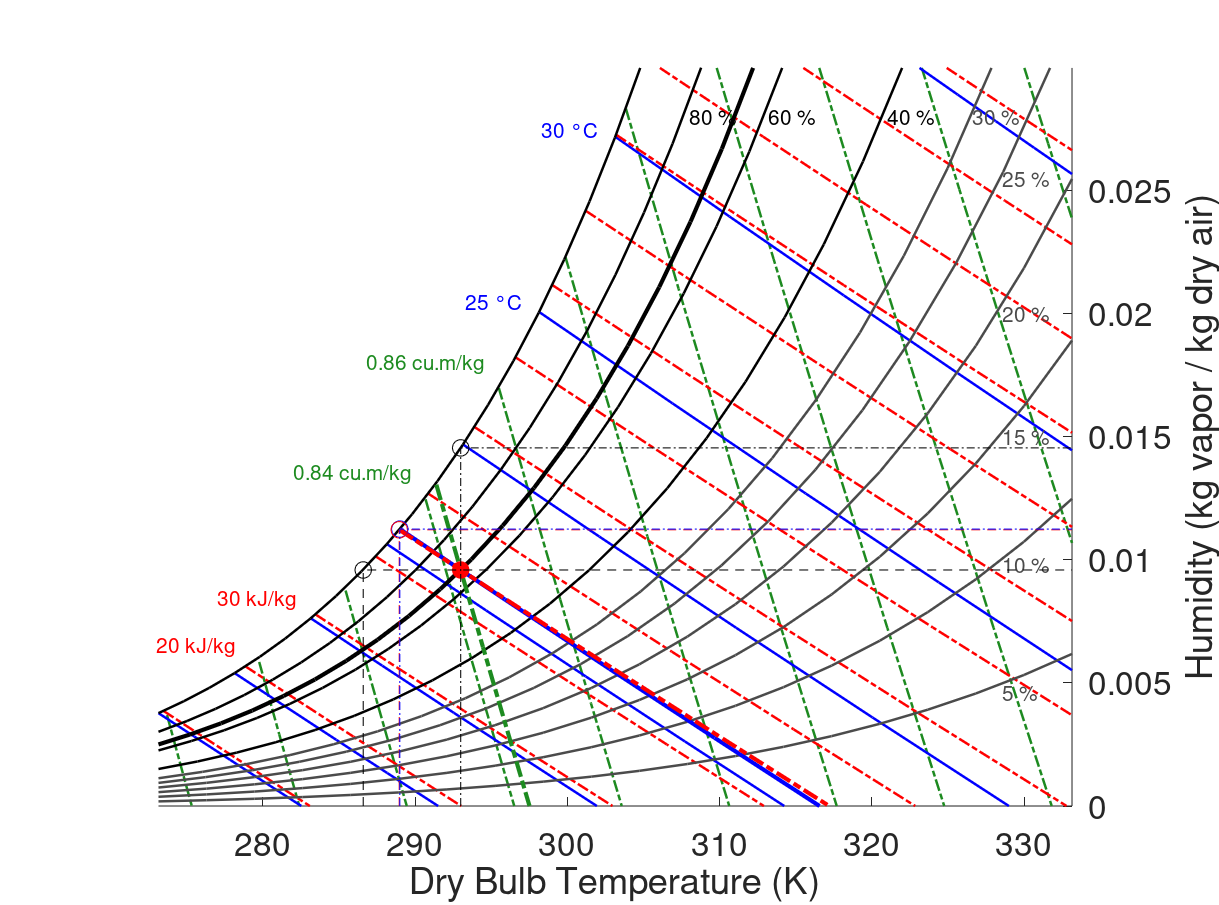 80 %
60 %
40 %
30 %
30 °C
25 %
0.025
25 °C
20 %
0.02
0.86 cu.m/kg
15 %
0.015
0.84 cu.m/kg
10 %
0.01
30 kJ/kg
20 kJ/kg
5 %
0.005
0
Humidity (kg vapor / kg dry air)
280
290
300
310
320
330
Dry Bulb Temperature (K)